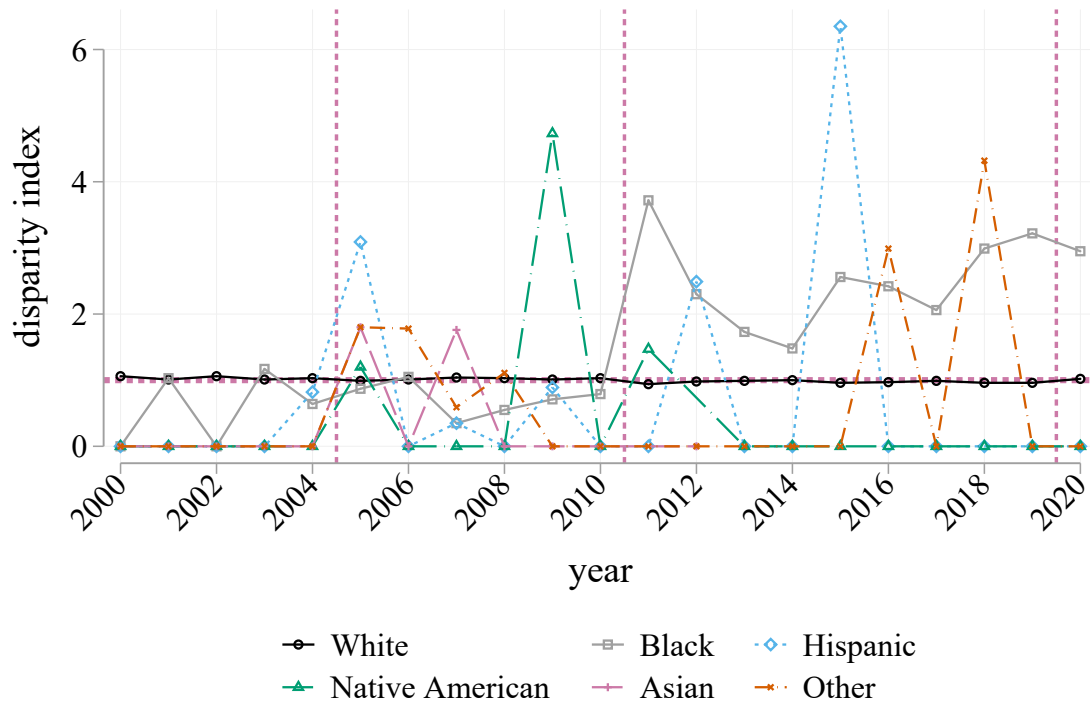 disparity index
6
4
2
0
2000 2002 2004 2006 2008 2010 2012 2014 2016 2018 2020
year
White Black Hispanic
Native American Asian Other